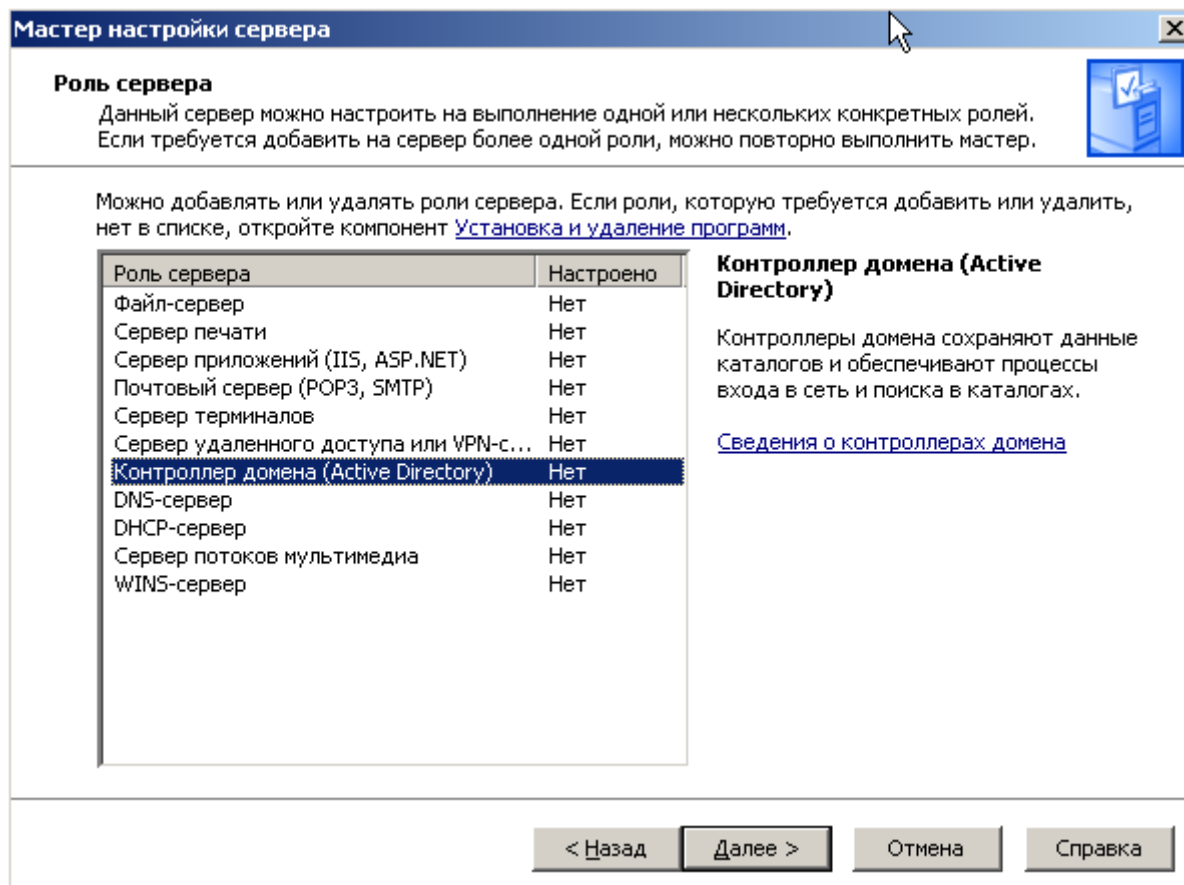 Мастер настройки сервера
Роль сервера
Данный сервер можно настроить на выполнение одной или нескольких конкретных ролей.
Если требуется добавить на сервер более одной роли, можно повторно выполнить мастер.
Можно добавлять или удалять роли сервера. Если роли, которую требуется добавить или удалить,
нет в списке, откройте компонент Установка и удаление программ.
Роль сервера Настроено
Файл-сервер Нет
Сервер печати Нет
Сервер приложений (IIS, ASP.NET) Нет
Почтовый сервер (POP3, SMTP) Нет
Сервер терминалов Нет
Сервер удаленного доступа или VPN-с... Нет
Контроллер домена (Active Directory) Нет
DNS-сервер Нет
DHCP-сервер Нет
Сервер потоков мультимедиа Нет
WINS-сервер Нет
Контроллер домена (Active
Directory)
Контроллеры домена сохраняют данные
каталогов и обеспечивают процессы
входа в сеть и поиска в каталогах.
Сведения о контроллерах домена
< Назад Далее > Отмена Справка